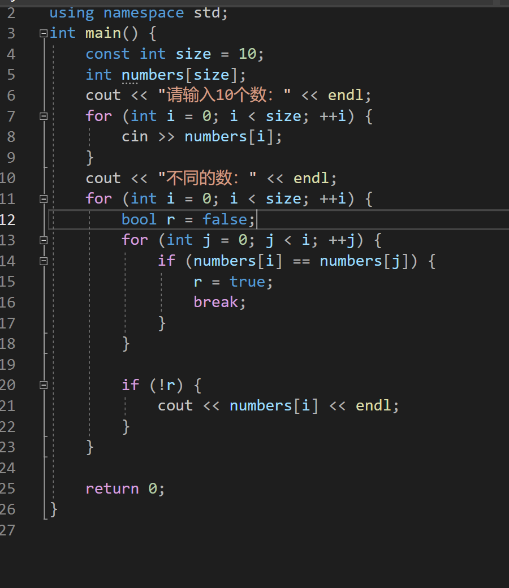 2 using namespace std;
3 int main() {
4 const int size = 10;
5 int numbers[size];
6 cout << "请输入10个数：" << endl;
7 for (int i = 0; i < size; ++i) {
8 cin >> numbers[i];
9 }
10 cout << "不同的数：" << endl;
11 for (int i = 0; i < size; ++i) {
12 bool r = false;
13 for (int j = 0; j < i; ++j) {
14 if (numbers[i] == numbers[j]) {
15 r = true;
16 break;
17 }
18 }
19
20 if (!r) {
21 cout << numbers[i] << endl;
22 }
23 }
24
25 return 0;
26 }
27